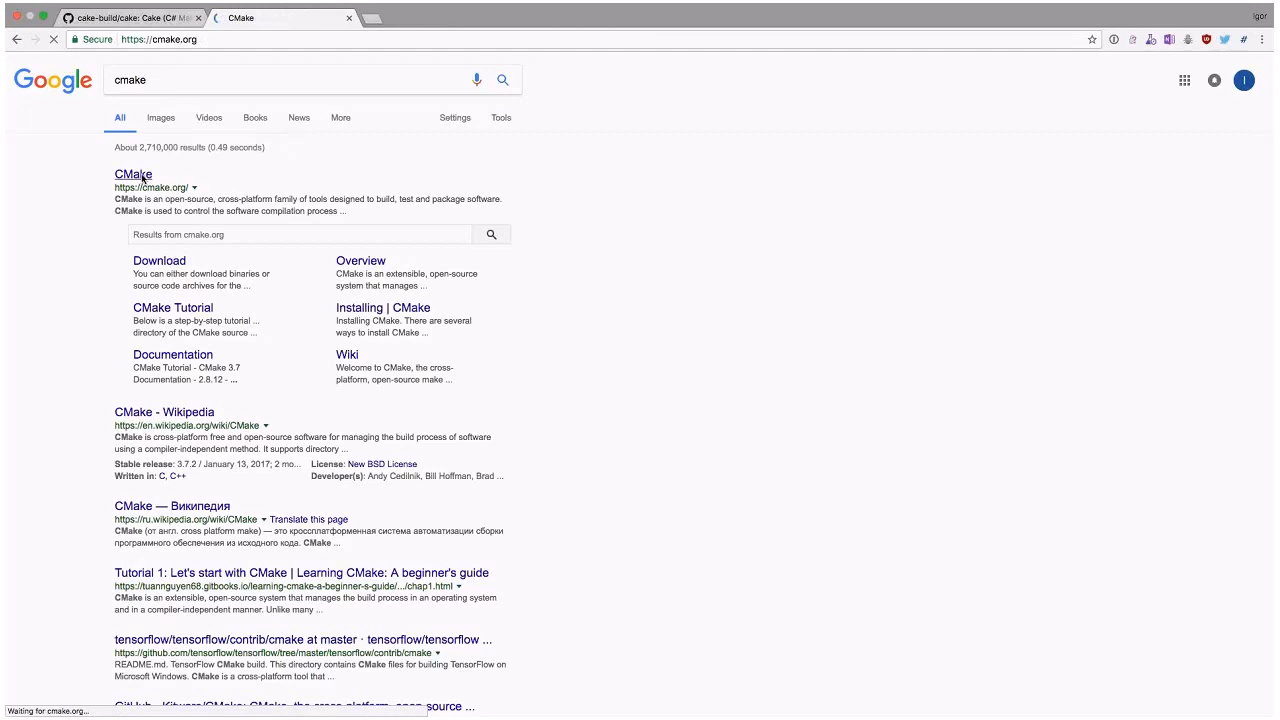 cake-build/cake: Cake (C# Ma
CMake
Igor
Secure
https://cmake.org
Google
cmake
All
Images
Videos
Books
News
More
Settings
Tools
About 2,710,000 results (0.49 seconds)
CMake
https://cmake.org/
CMake is an open-source, cross-platform family of tools designed to build, test and package software.
CMake is used to control the software compilation process ...
Results from cmake.org
Download
You can either download binaries or
source code archives for the ...
Overview
CMake is an extensible, open-source
system that manages ...
CMake Tutorial
Below is a step-by-step tutorial ...
directory of the CMake source ...
Installing | CMake
Installing CMake. There are several
ways to install CMake ...
Documentation
CMake Tutorial - CMake 3.7
Documentation - 2.8.12 - ...
Wiki
Welcome to CMake, the cross-
platform, open-source make ...
CMake - Wikipedia
https://en.wikipedia.org/wiki/CMake
CMake is cross-platform free and open-source software for managing the build process of software
using a compiler-independent method. It supports directory ...
Stable release: 3.7.2 / January 13, 2017; 2 mo...
License: New BSD License
Written in: C, C++
Developer(s): Andy Cedilnik, Bill Hoffman, Brad ...
CMake — Википедия
https://ru.wikipedia.org/wiki/CMake
Translate this page
CMake (от англ. cross platform make) — это кроссплатформенная система автоматизации сборки
программного обеспечения из исходного кода. CMake ...
Tutorial 1: Let's start with CMake | Learning CMake: A beginner's guide
https://tuannguyen68.gitbooks.io/learning-cmake-a-beginner-s-guide/.../chap1.html
CMake is an extensible, open-source system that manages the build process in an operating system
and in a compiler-independent manner. Unlike many ...
tensorflow/tensorflow/contrib/cmake at master · tensorflow/tensorflow ...
https://github.com/tensorflow/tensorflow/tree/master/tensorflow/contrib/cmake
README.md. TensorFlow CMake build. This directory contains CMake files for building TensorFlow on
Microsoft Windows. CMake is a cross-platform tool that ...
GitHub - Kitware/CMake: CMake, the cross-platform, open-source ...
Waiting for cmake.org...